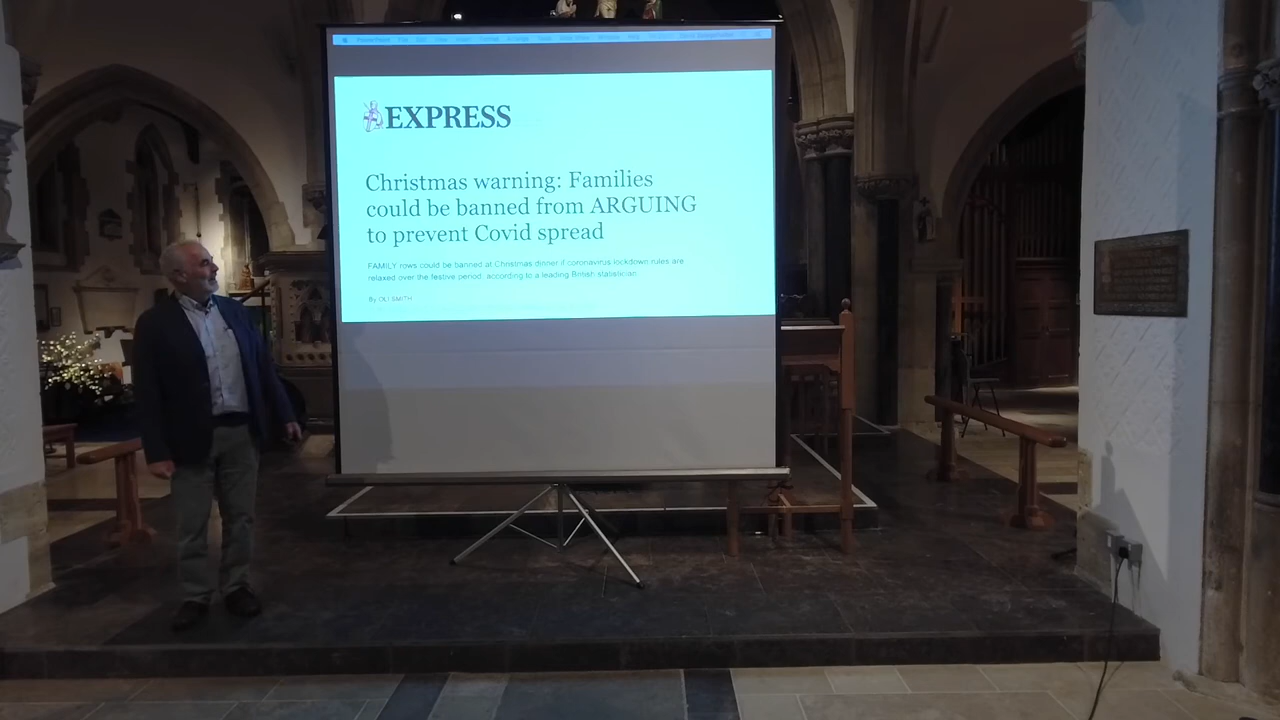 EXPRESS
Christmas warning: Families
could be banned from ARGUING
to prevent Covid spread
FAMILY rows could be banned at Christmas dinner if coronavirus lockdown rules are
relaxed over the festive period, according to a leading British statistician.
By OLI SMITH